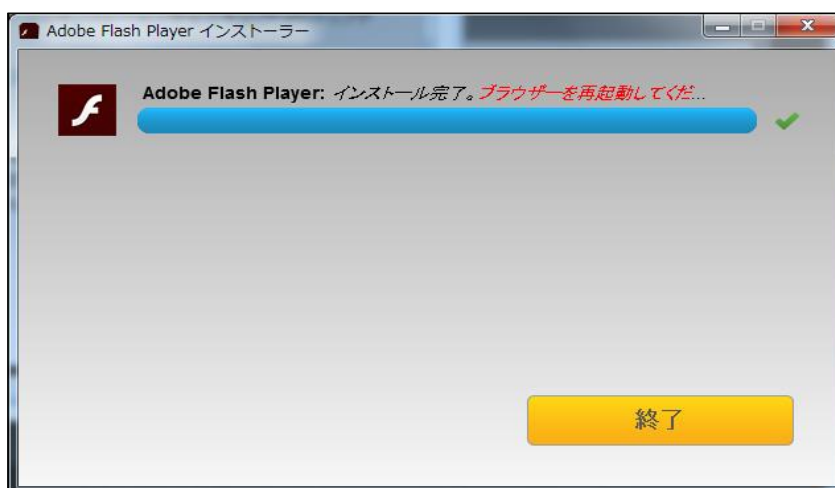 Adobe Flash Player インストーラー
Adobe Flash Player: インストール完了。ブラウザーを再起動してくだ...
終了